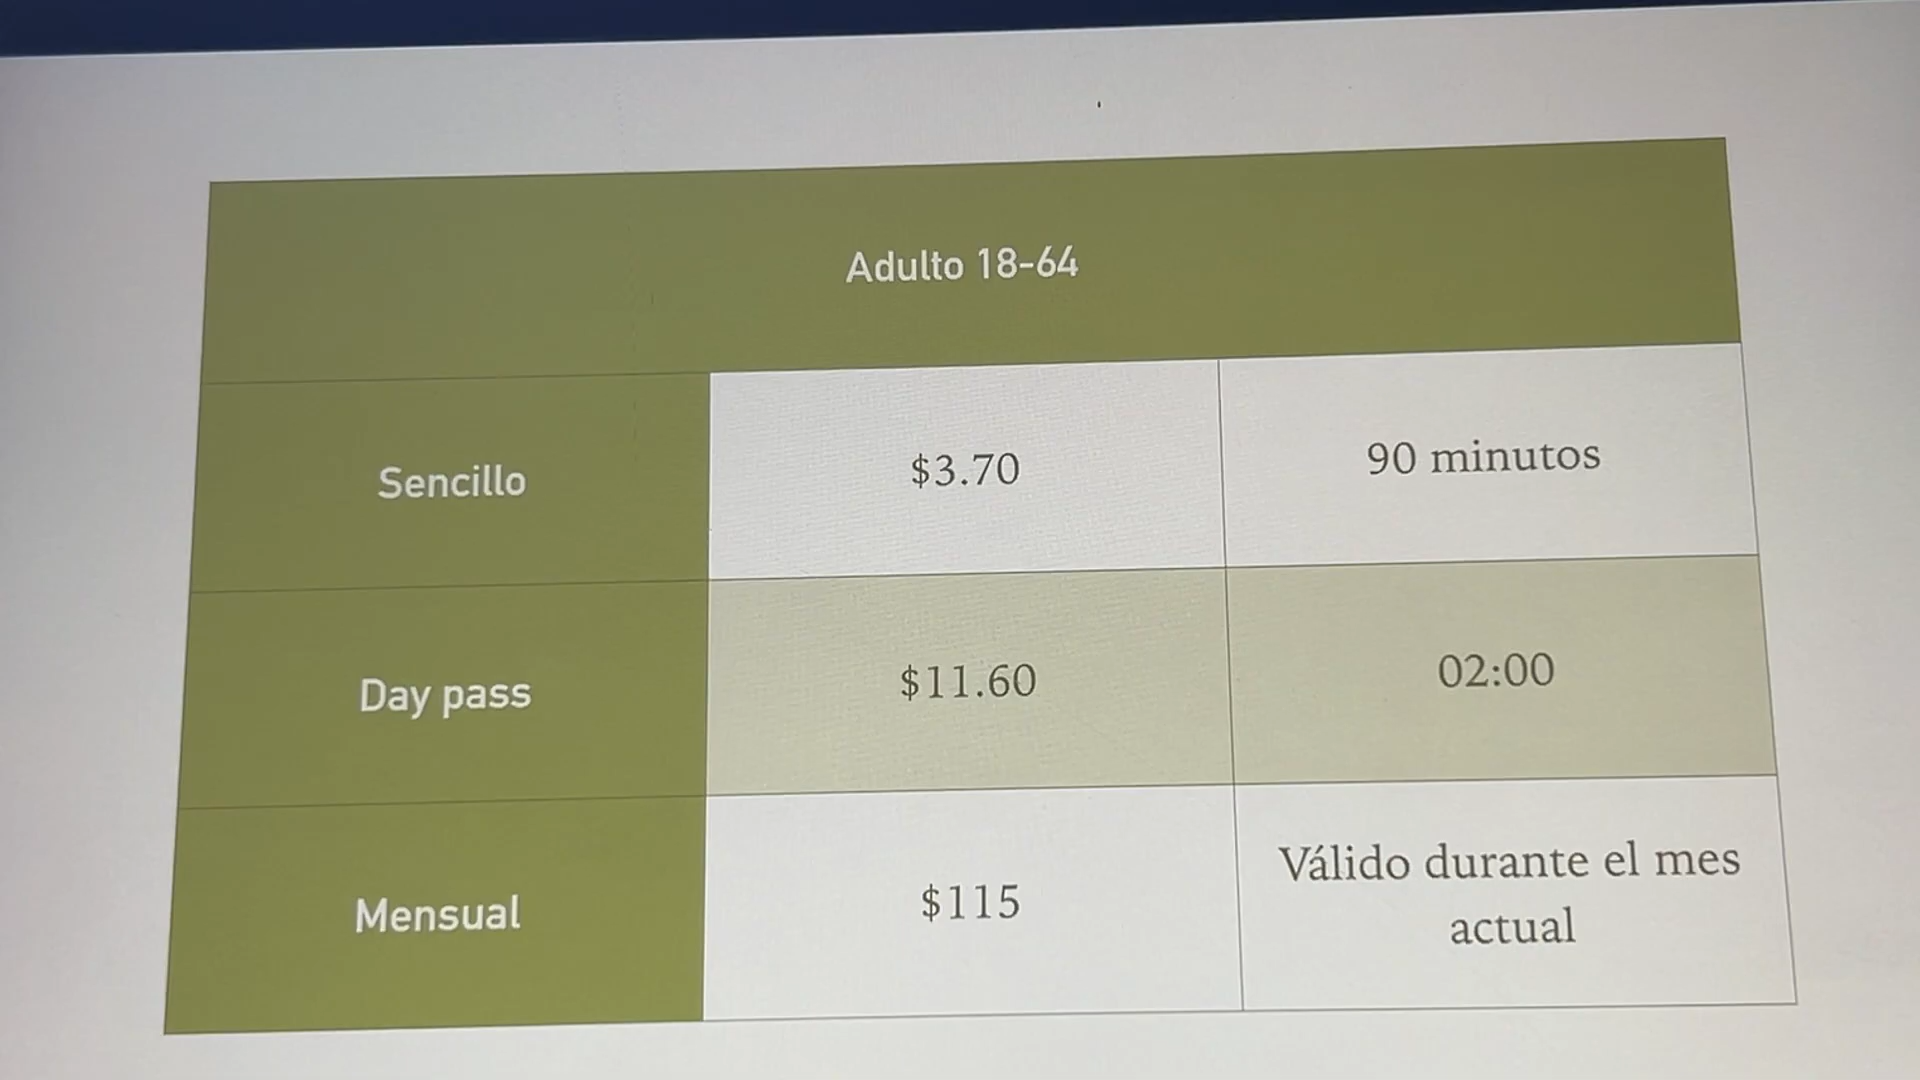 Adulto 18-64
Sencillo $3.70 90 minutos
Day pass $11.60 02:00
Mensual $115 Válido durante el mes
actual